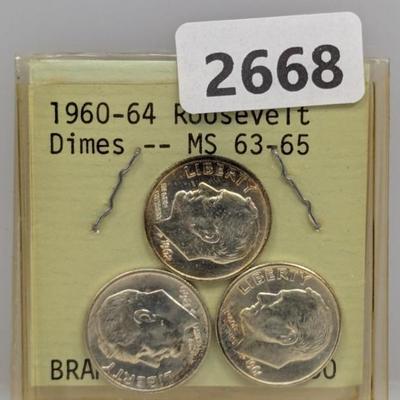 2668
1960-64 Roosevelt
Dimes -- MS 63-65
LIBERTY
LIBERTY
LIBERTY